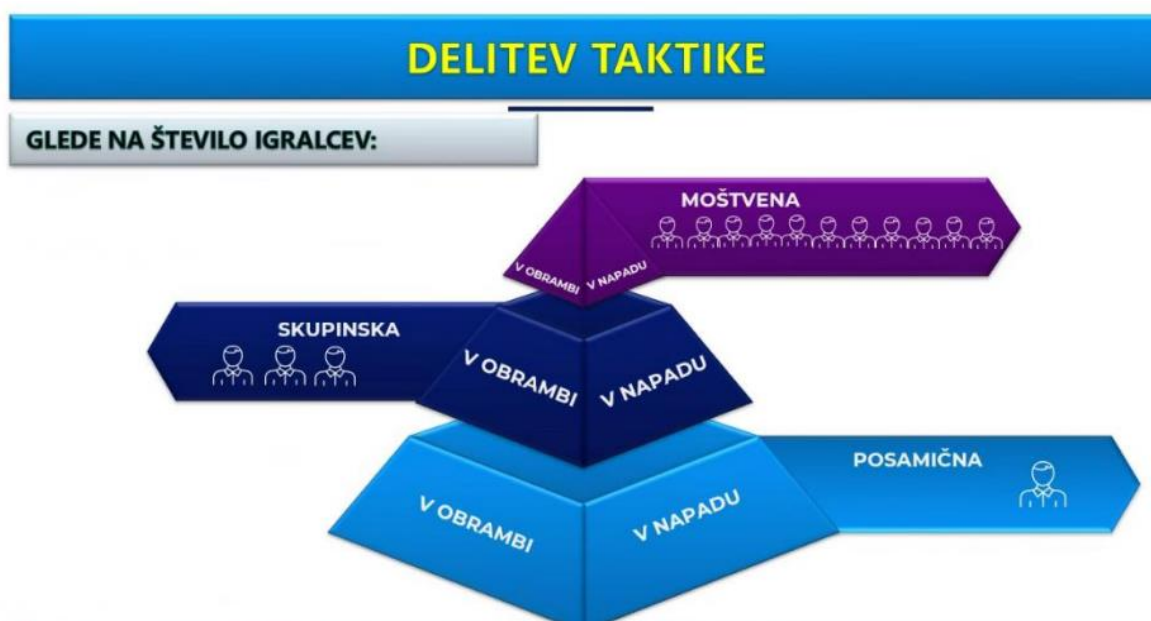 DELITEV TAKTIKE
GLEDE NA ŠTEVILO IGRALCEV:
MOŠTVENA
V OBRAMBI
V NAPADU
SKUPINSKA
V OBRAMBI
V NAPADU
POSAMIČNA
V OBRAMBI
V NAPADU